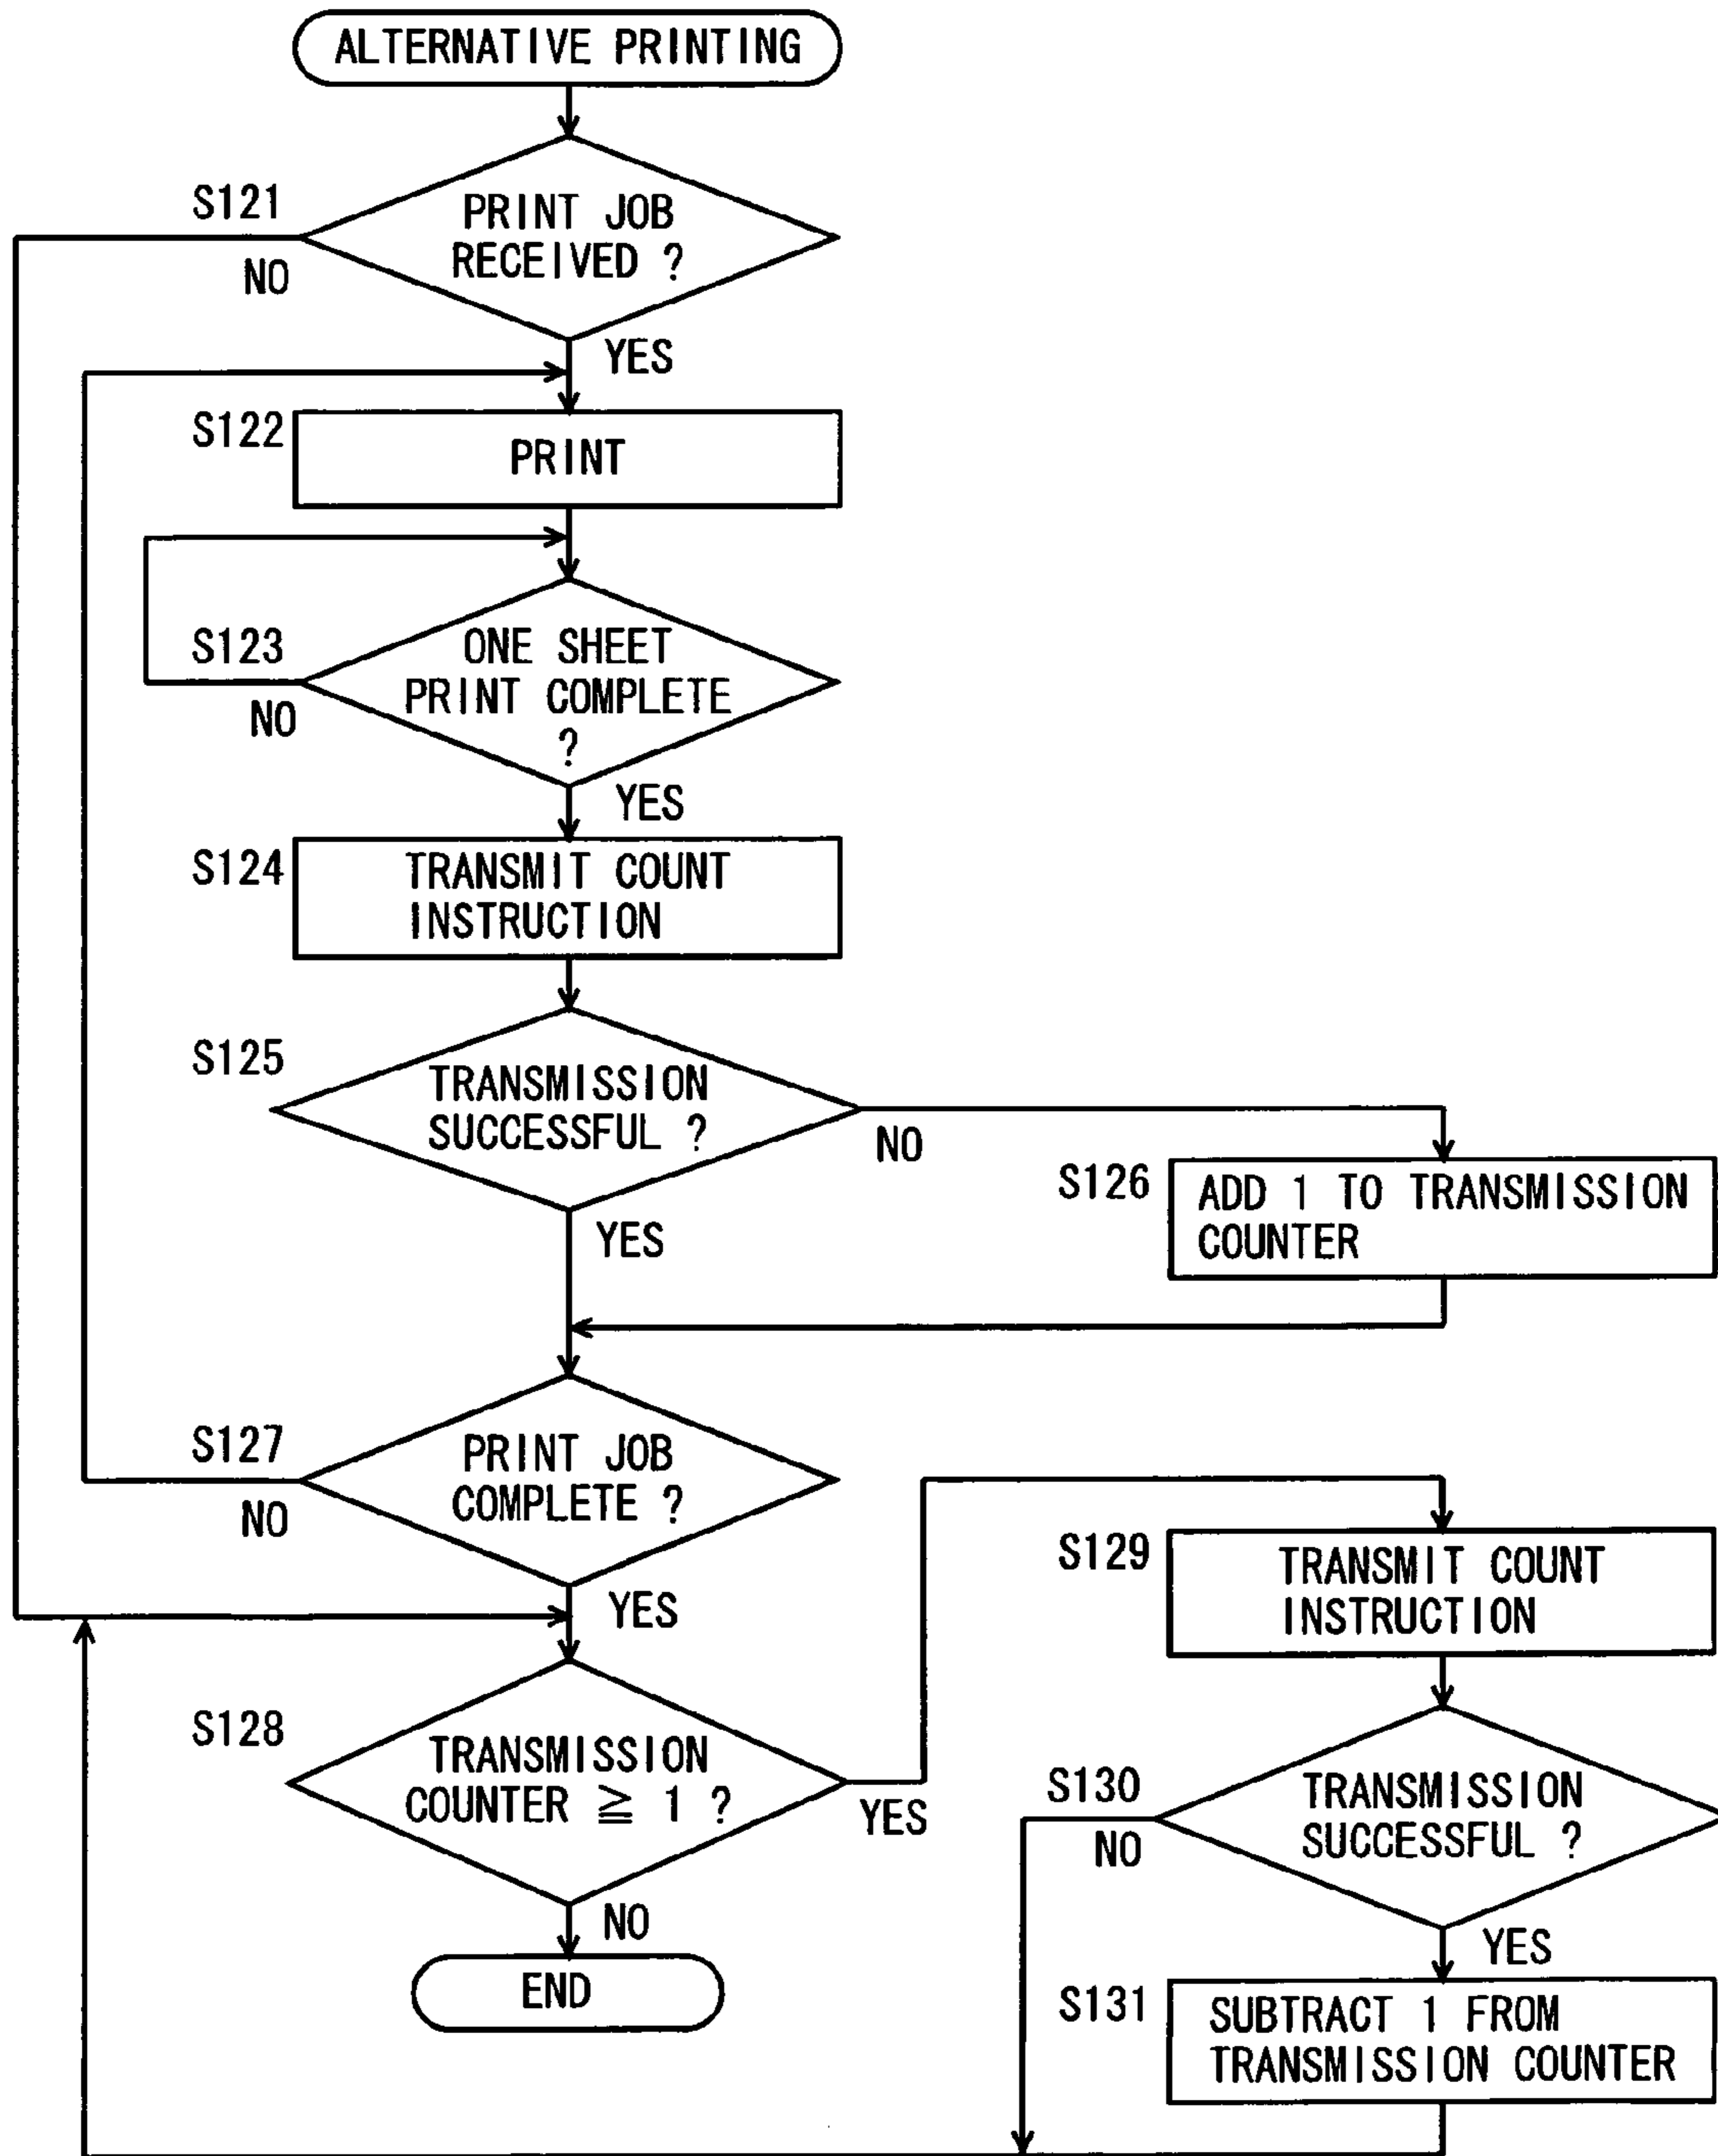 ALTERNATIVE PRINTING
S121
PRINT JOB
RECEIVED ?
NO
YES
S122
PRINT
S123
ONE SHEET
PRINT COMPLETE
?
NO
YES
S124
TRANSMIT COUNT
INSTRUCTION
S125
TRANSMISSION
SUCCESSFUL ?
NO
YES
S126
ADD 1 TO TRANSMISSION
COUNTER
S127
PRINT JOB
COMPLETE ?
NO
YES
S128
TRANSMISSION
COUNTER ≧ 1 ?
YES
NO
END
S129
TRANSMIT COUNT
INSTRUCTION
S130
TRANSMISSION
SUCCESSFUL ?
NO
YES
S131
SUBTRACT 1 FROM
TRANSMISSION COUNTER